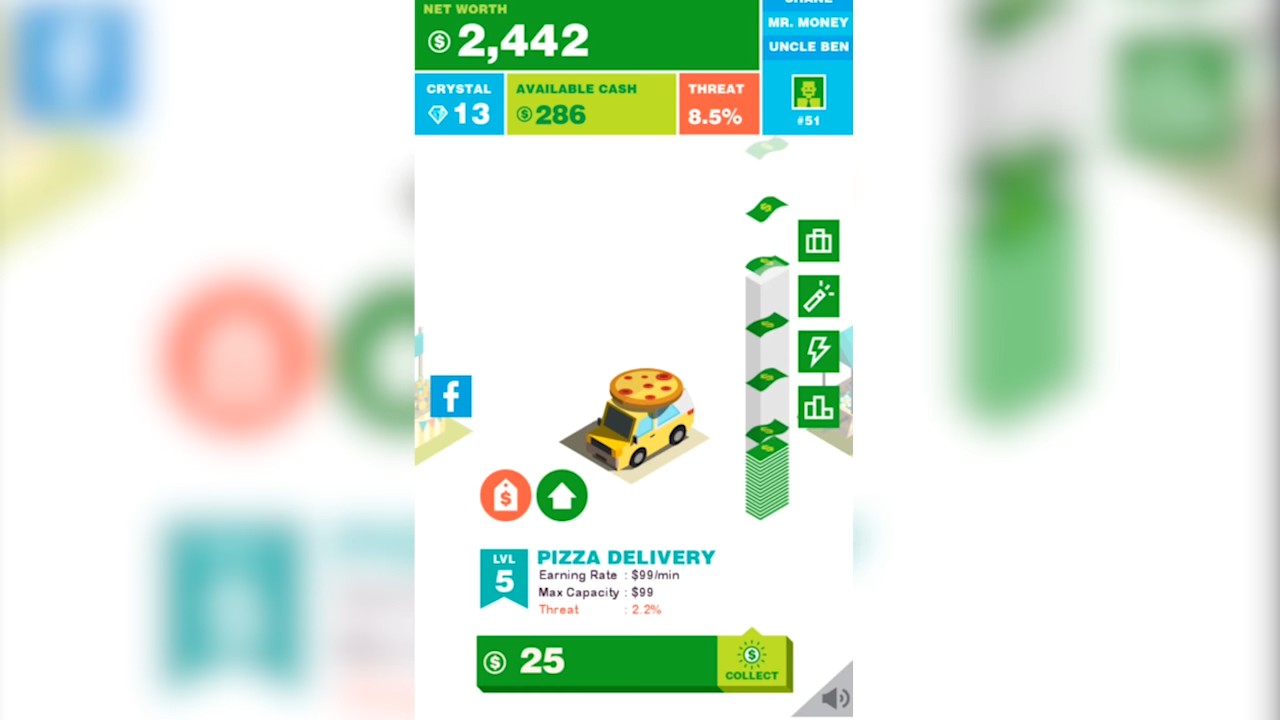 NET WORTH
2,442
SHANE
MR. MONEY
UNCLE BEN
CRYSTAL
13
AVAILABLE CASH
286
THREAT
8.5%
#51
LVL
5
PIZZA DELIVERY
Earning Rate : $99/min
Max Capacity : $99
Threat : 2.2%
25
COLLECT